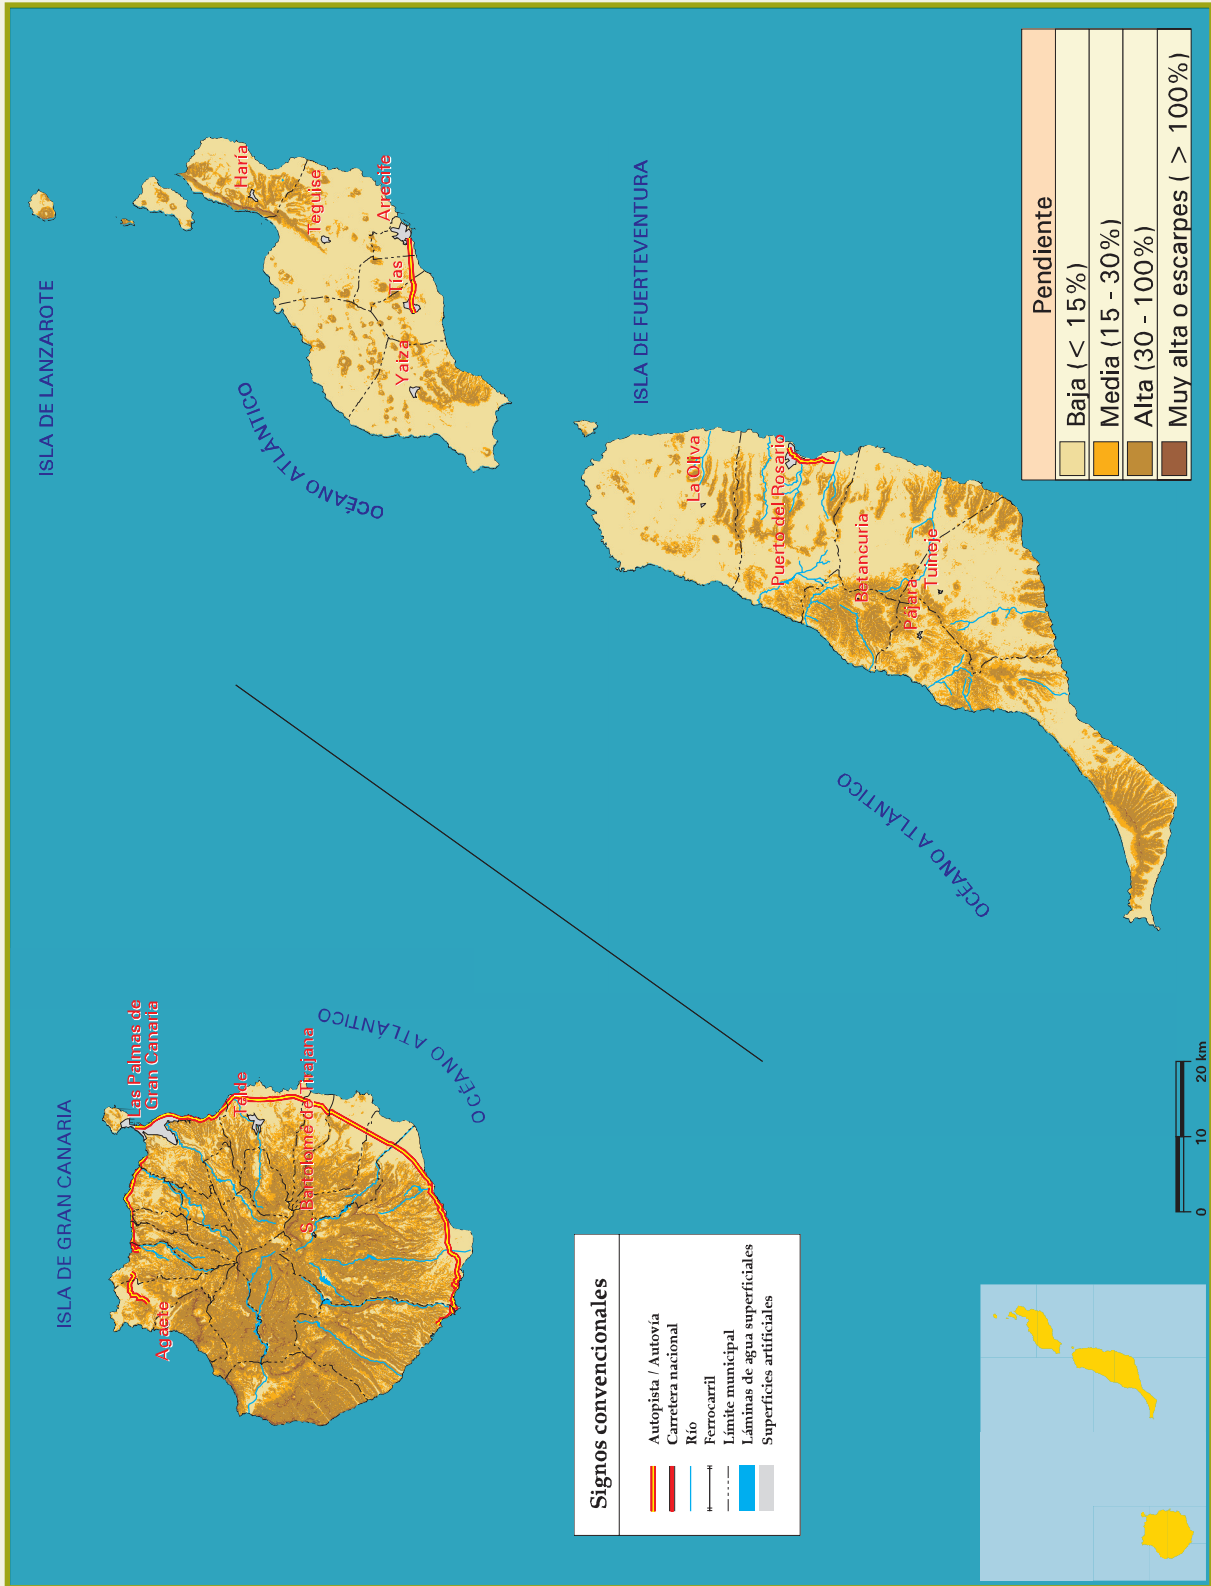 ISLA DE GRAN CANARIA
Las Palmas de
Gran Canaria
Telde
S. Bartolomé de Tirajana
Agaete
OCÉANO ATLÁNTICO
ISLA DE LANZAROTE
Haría
Teguise
Arrecife
Tías
Yaiza
OCÉANO ATLÁNTICO
ISLA DE FUERTEVENTURA
La Oliva
Puerto del Rosario
Betancuria
Pájara
Tuineje
OCÉANO ATLÁNTICO
Signos convencionales
Autopista / Autovía
Carretera nacional
Río
Ferrocarril
Límite municipal
Láminas de agua superficiales
Superficies artificiales
0 10 20 km
Pendiente
Baja (< 15%)
Media (15 - 30%)
Alta (30 - 100%)
Muy alta o escarpes ( > 100%)